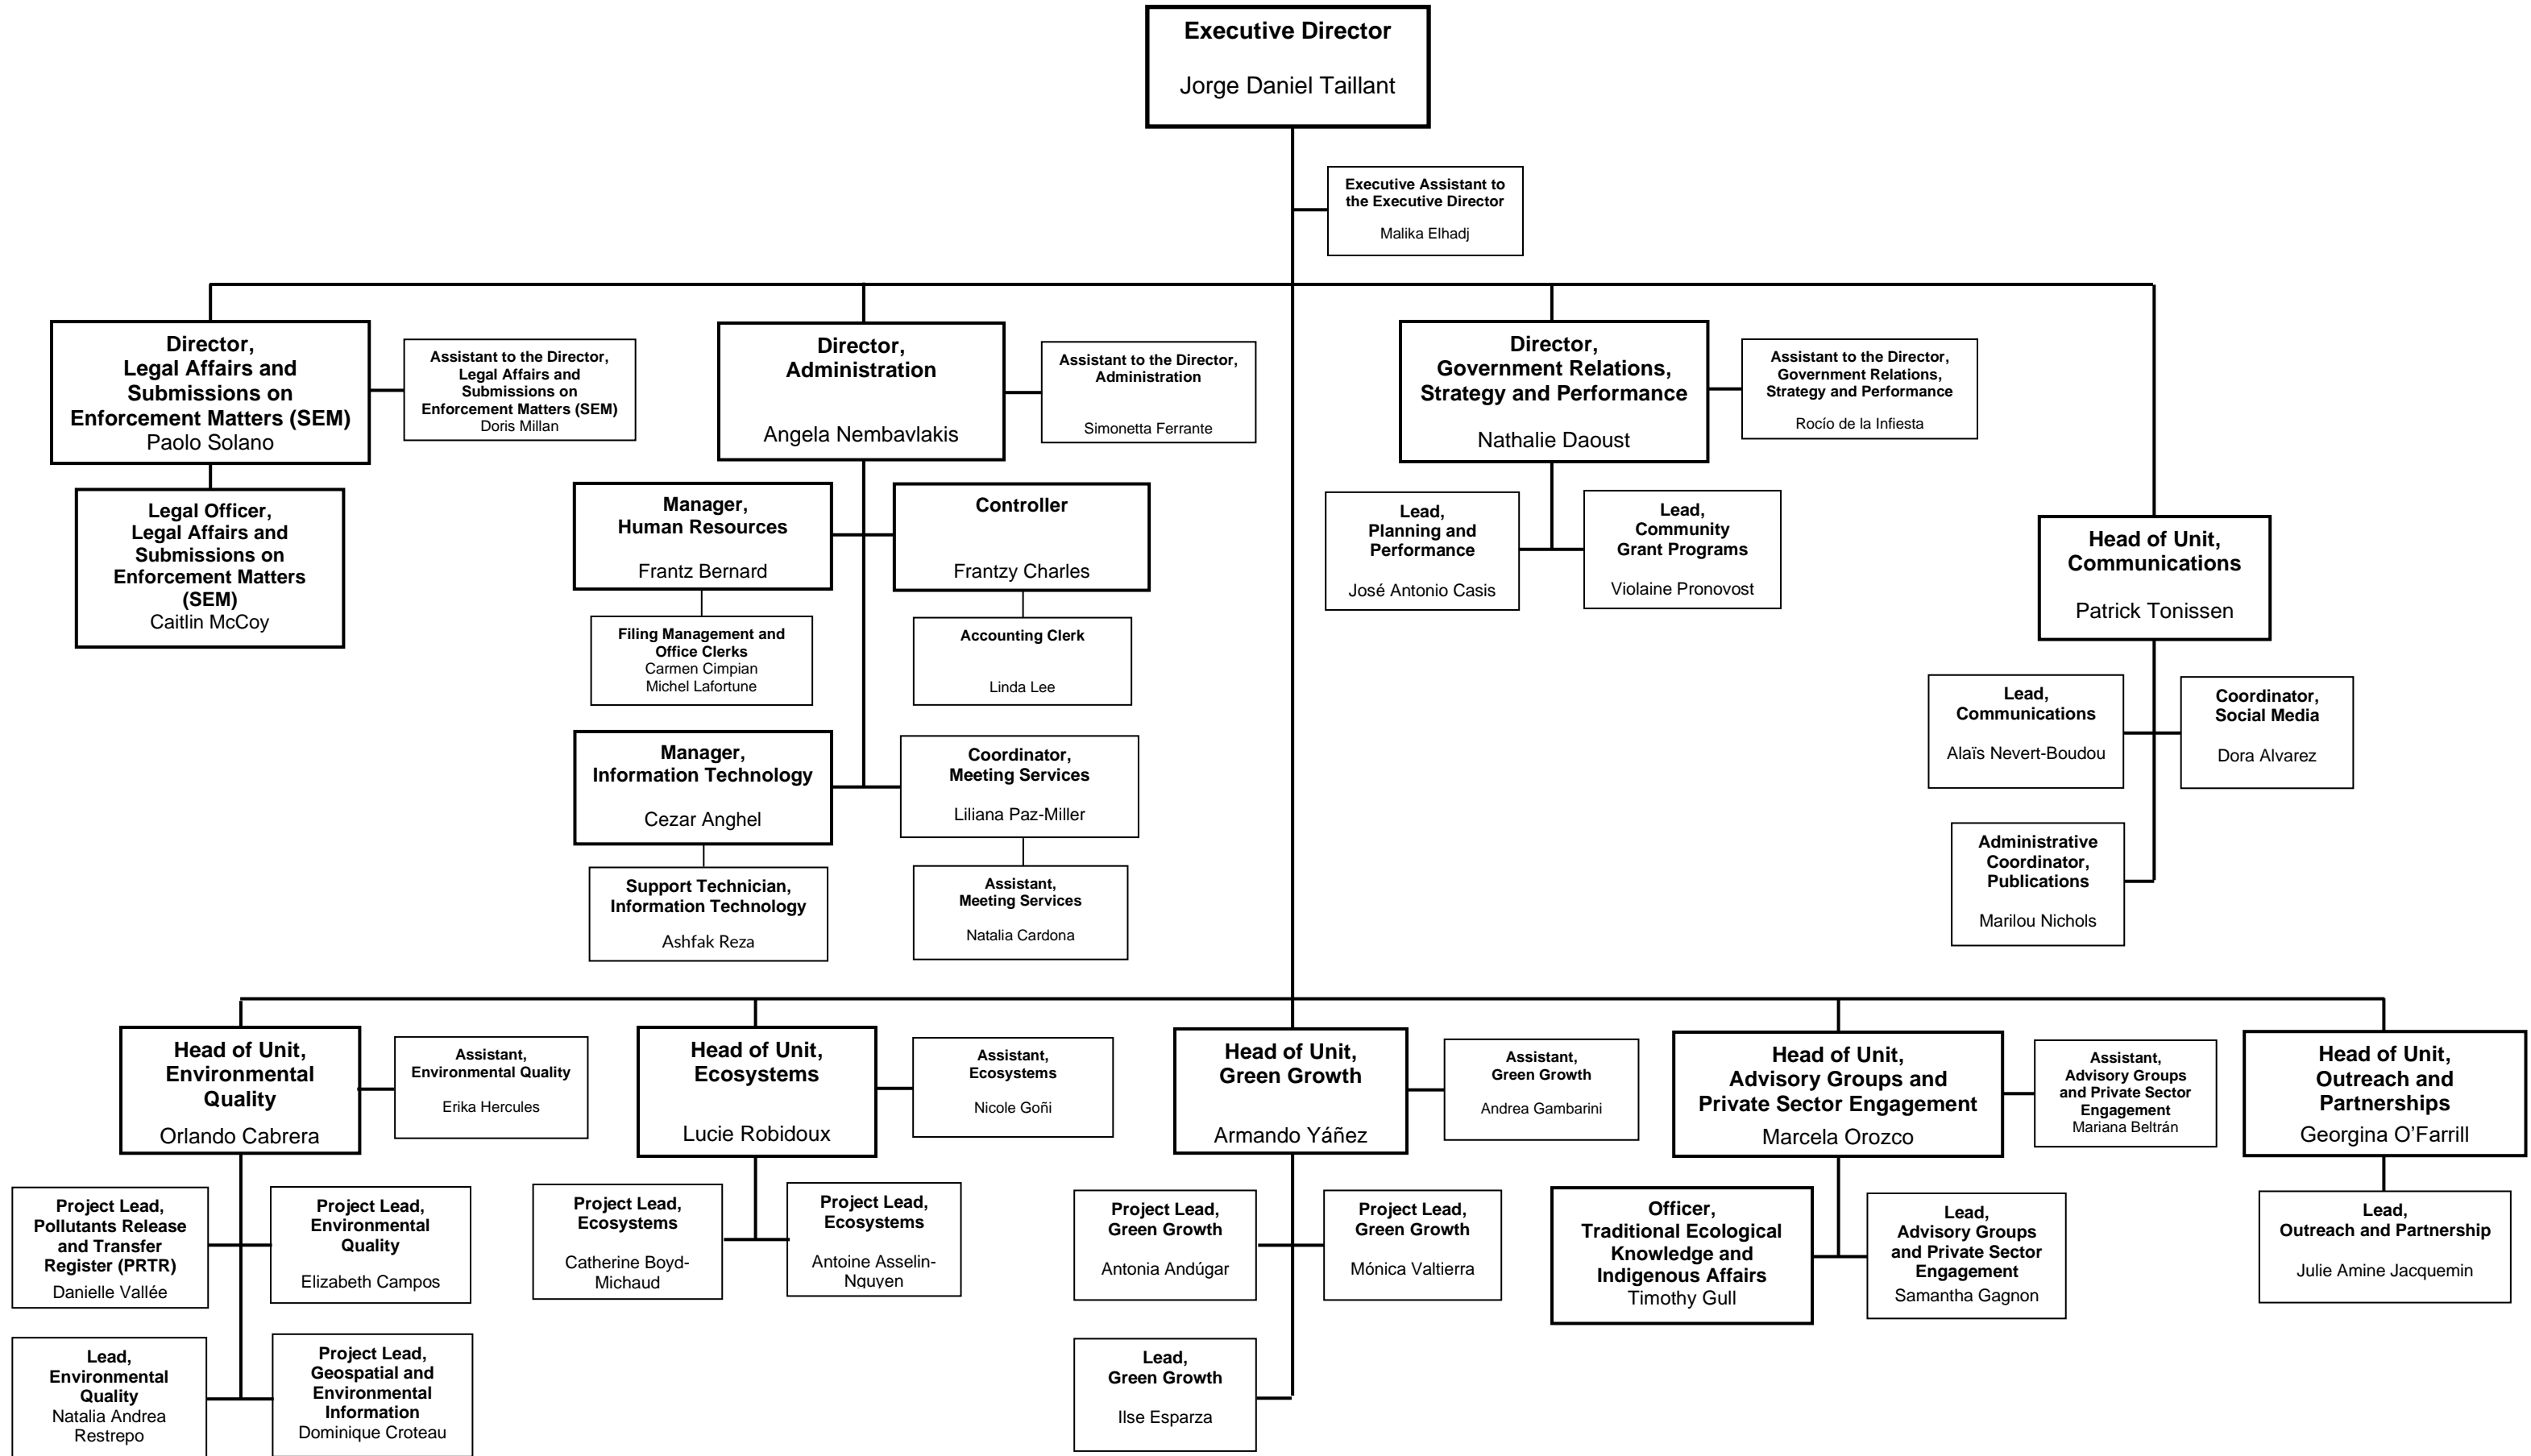 Executive Director
Jorge Daniel Taillant
Executive Assistant to
the Executive Director
Malika Elhadj
Director,
Legal Affairs and
Submissions on
Enforcement Matters (SEM)
Paolo Solano
Assistant to the Director,
Legal Affairs and
Submissions on
Enforcement Matters (SEM)
Doris Millan
Director,
Administration
Angela Nembavlakis
Assistant to the Director,
Administration
Simonetta Ferrante
Director,
Government Relations,
Strategy and Performance
Nathalie Daoust
Assistant to the Director,
Government Relations,
Strategy and Performance
Rocío de la Infiesta
Legal Officer,
Legal Affairs and
Submissions on
Enforcement Matters
(SEM)
Caitlin McCoy
Manager,
Human Resources
Frantz Bernard
Controller
Frantzy Charles
Lead,
Planning and
Performance
José Antonio Casis
Lead,
Community
Grant Programs
Violaine Pronovost
Head of Unit,
Communications
Patrick Tonissen
Filing Management and
Office Clerks
Carmen Cimpian
Michel Lafortune
Accounting Clerk
Linda Lee
Lead,
Communications
Alaïs Nevert-Boudou
Coordinator,
Social Media
Dora Alvarez
Manager,
Information Technology
Cezar Anghel
Coordinator,
Meeting Services
Liliana Paz-Miller
Administrative
Coordinator,
Publications
Marilou Nichols
Support Technician,
Information Technology
Ashfak Reza
Assistant,
Meeting Services
Natalia Cardona
Head of Unit,
Environmental
Quality
Orlando Cabrera
Assistant,
Environmental Quality
Erika Hercules
Head of Unit,
Ecosystems
Lucie Robidoux
Assistant,
Ecosystems
Nicole Goñi
Head of Unit,
Green Growth
Armando Yáñez
Assistant,
Green Growth
Andrea Gambarini
Head of Unit,
Advisory Groups and
Private Sector Engagement
Marcela Orozco
Assistant,
Advisory Groups
and Private Sector
Engagement
Mariana Beltrán
Head of Unit,
Outreach and
Partnerships
Georgina O’Farrill
Project Lead,
Pollutants Release
and Transfer
Register (PRTR)
Danielle Vallée
Project Lead,
Environmental
Quality
Elizabeth Campos
Project Lead,
Ecosystems
Catherine Boyd-
Michaud
Project Lead,
Ecosystems
Antoine Asselin-
Nguyen
Project Lead,
Green Growth
Antonia Andúgar
Project Lead,
Green Growth
Mónica Valtierra
Officer,
Traditional Ecological
Knowledge and
Indigenous Affairs
Timothy Gull
Lead,
Advisory Groups
and Private Sector
Engagement
Samantha Gagnon
Lead,
Outreach and Partnership
Julie Amine Jacquemin
Lead,
Environmental
Quality
Natalia Andrea
Restrepo
Project Lead,
Geospatial and
Environmental
Information
Dominique Croteau
Lead,
Green Growth
Ilse Esparza